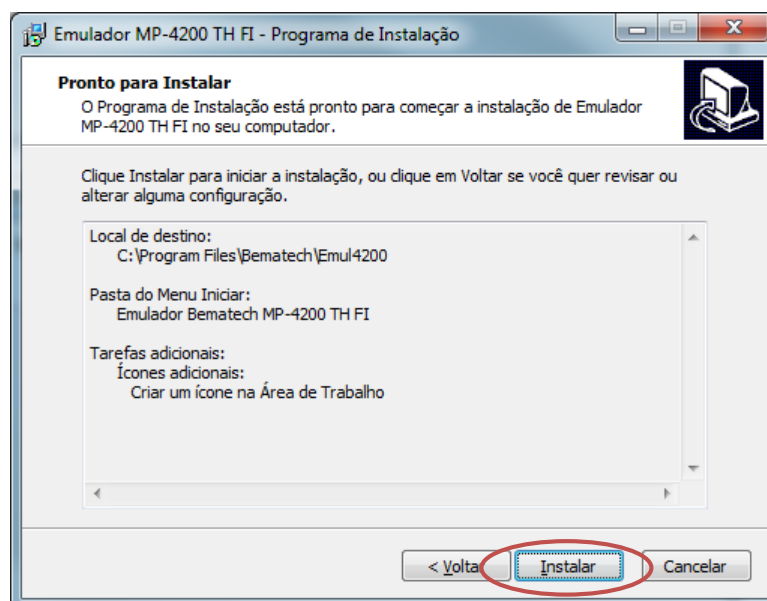 Emulador MP-4200 TH FI - Programa de Instalação
Pronto para Instalar
O Programa de Instalação está pronto para começar a instalação de Emulador
MP-4200 TH FI no seu computador.
Clique Instalar para iniciar a instalação, ou clique em Voltar se você quer revisar ou
alterar alguma configuração.
Local de destino:
C:\Program Files\Bematech\Emul4200
Pasta do Menu Iniciar:
Emulador Bematech MP-4200 TH FI
Tarefas adicionais:
Ícones adicionais:
Criar um ícone na Área de Trabalho
< Volta
Instalar
Cancelar